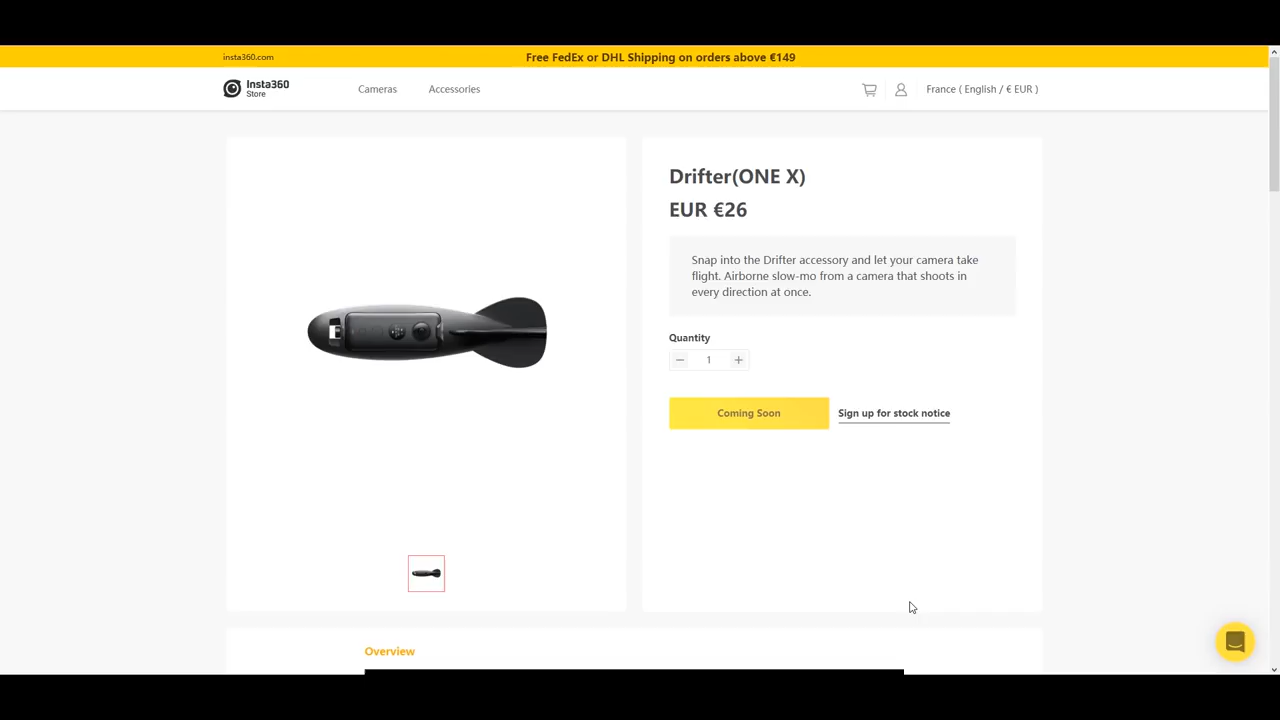 insta360.com
Free FedEx or DHL Shipping on orders above €149
Insta360
Store
Cameras
Accessories
France ( English / € EUR )
Drifter(ONE X)
EUR €26
Snap into the Drifter accessory and let your camera take
flight. Airborne slow-mo from a camera that shoots in
every direction at once.
Quantity
1
Coming Soon
Sign up for stock notice
Overview